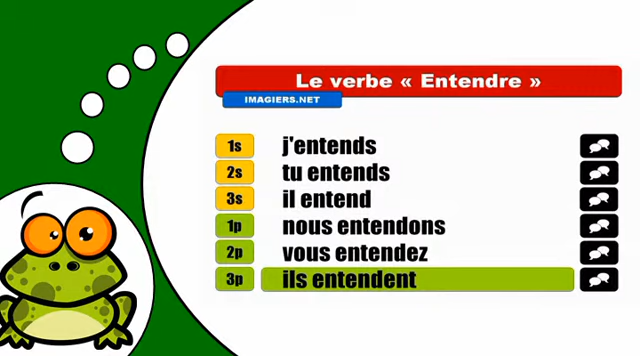 Le verbe « Entendre »
IMAGIERS.NET
1s j'entends
2s tu entends
3s il entend
1p nous entendons
2p vous entendez
3p ils entendent